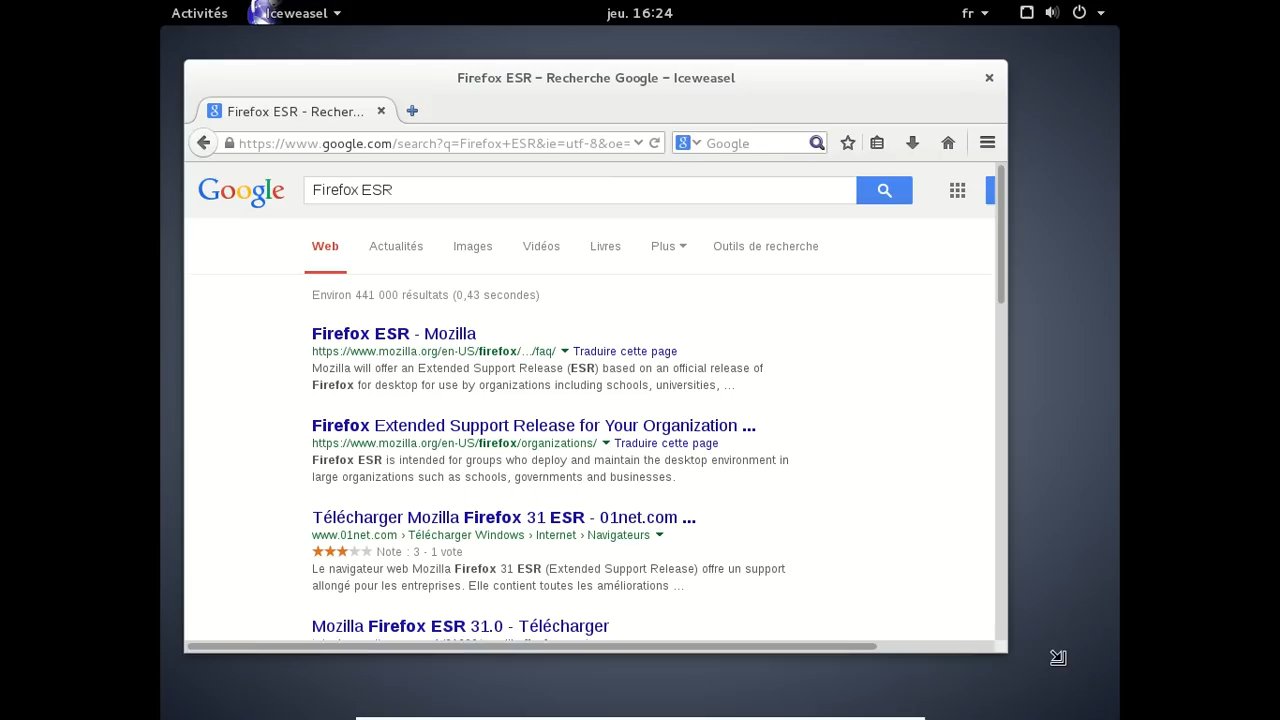 Activités Iceweasel jeu. 16:24 fr
Firefox ESR – Recherche Google – Iceweasel
Firefox ESR - Recher...
https://www.google.com/search?q=Firefox+ESR&ie=utf-8&oe= Google
Google Firefox ESR
Web Actualités Images Vidéos Livres Plus Outils de recherche
Environ 441 000 résultats (0,43 secondes)
Firefox ESR - Mozilla
https://www.mozilla.org/en-US/firefox/.../faq/ Traduire cette page
Mozilla will offer an Extended Support Release (ESR) based on an official release of
Firefox for desktop for use by organizations including schools, universities, ...
Firefox Extended Support Release for Your Organization ...
https://www.mozilla.org/en-US/firefox/organizations/ Traduire cette page
Firefox ESR is intended for groups who deploy and maintain the desktop environment in
large organizations such as schools, governments and businesses.
Télécharger Mozilla Firefox 31 ESR - 01net.com ...
www.01net.com › Télécharger Windows › Internet › Navigateurs
Note : 3 - 1 vote
Le navigateur web Mozilla Firefox 31 ESR (Extended Support Release) offre un support
allongé pour les entreprises. Elle contient toutes les améliorations ...
Mozilla Firefox ESR 31.0 - Télécharger